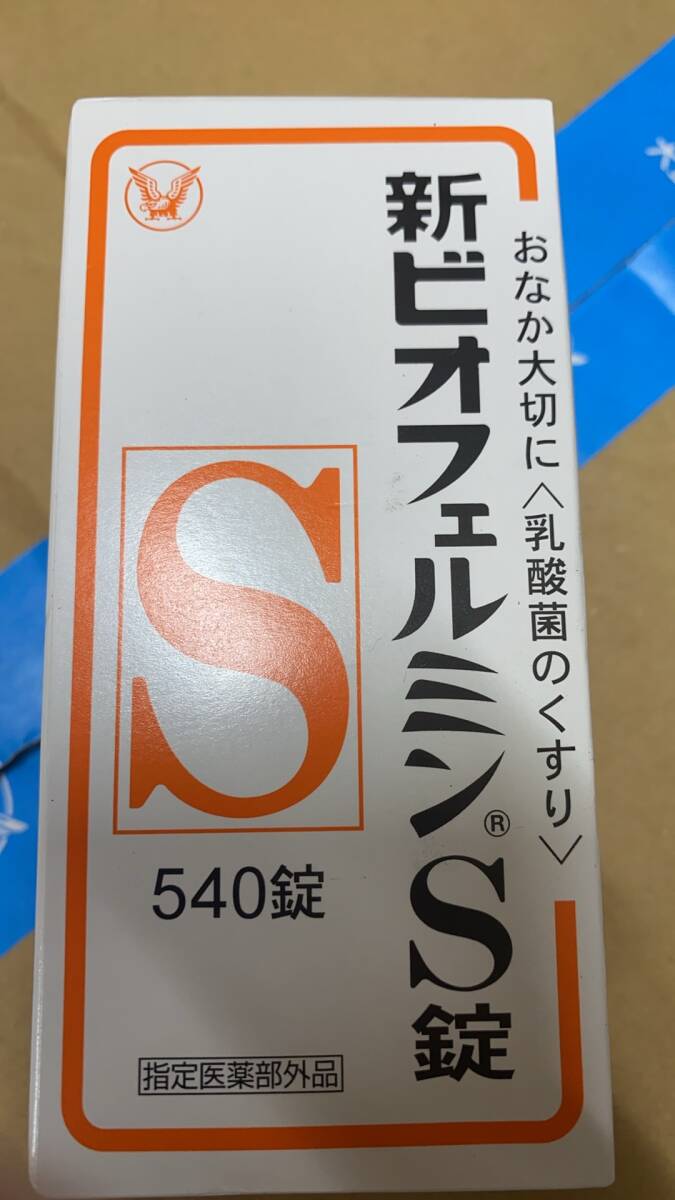 おなか大切に〈乳酸菌のくすり〉
新ビオフェルミン®S錠
S
540錠
指定医薬部外品